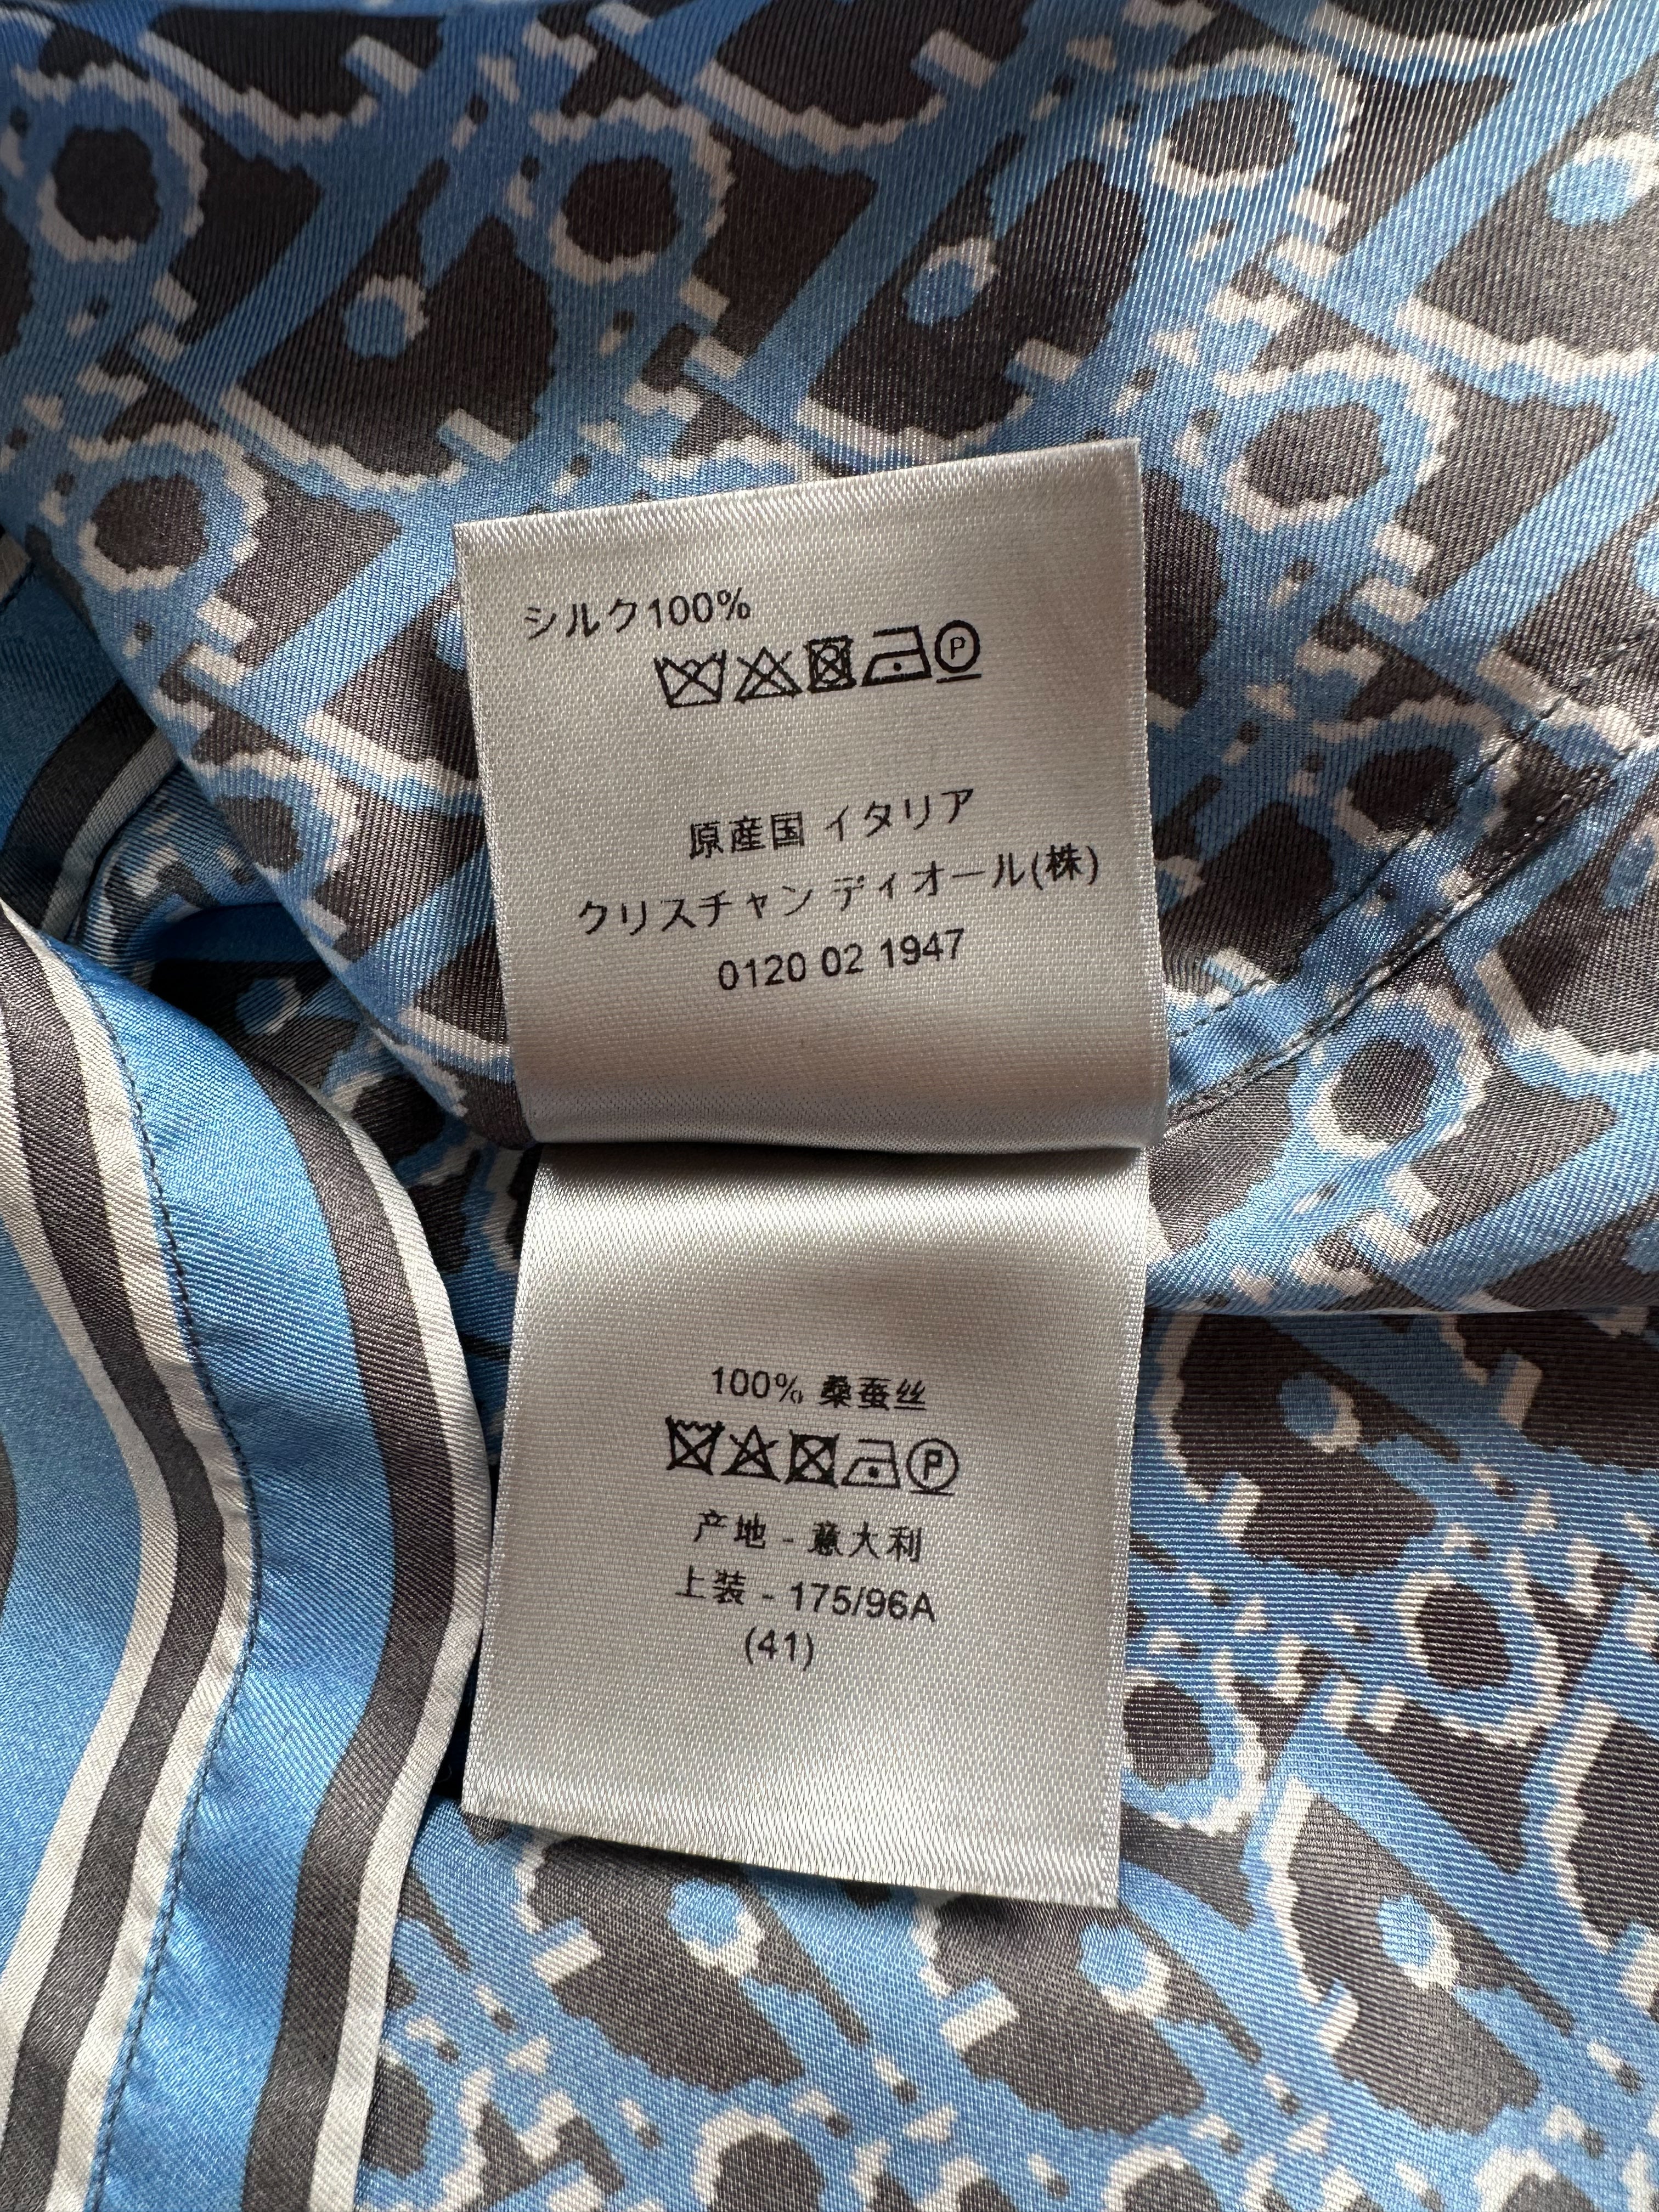 シルク100%
P
原産国 イタリア
クリスチャン ディオール(株)
0120 02 1947
100% 桑蚕丝
P
产地 - 意大利
上装 - 175/96A
(41)